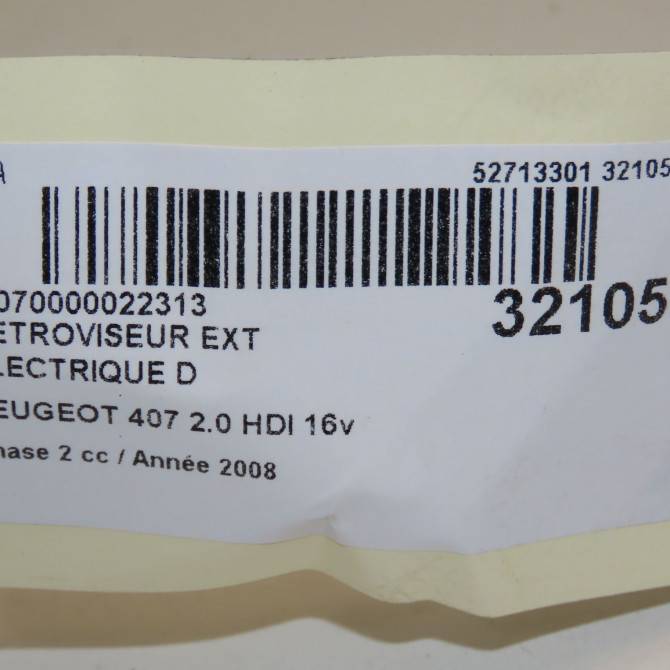 A 52713301 32105
070000022313 32105
ETROVISEUR EXT
LECTRIQUE D
EUGEOT 407 2.0 HDI 16v
hase 2 cc / Année 2008